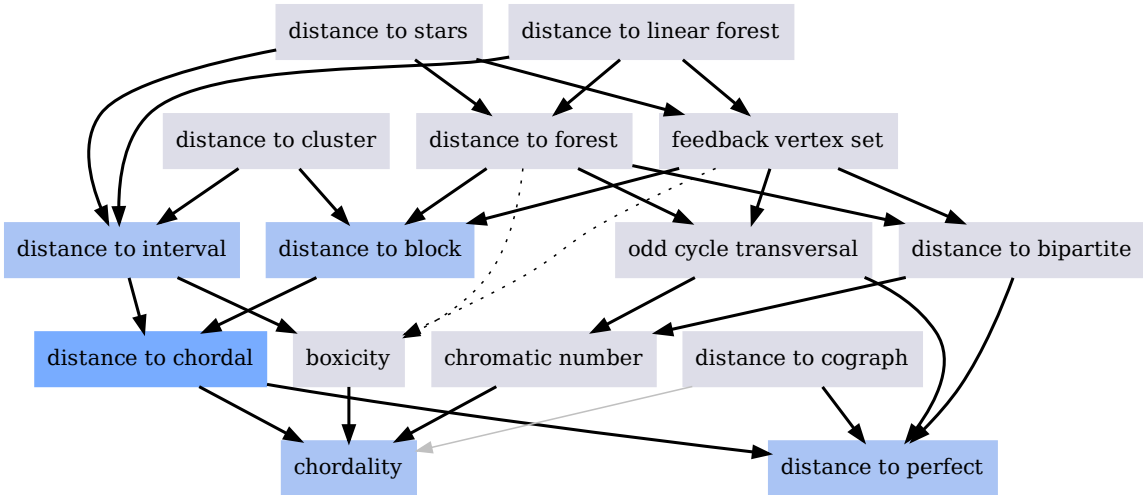 distance to stars
distance to linear forest
distance to cluster
distance to forest
feedback vertex set
distance to interval
distance to block
odd cycle transversal
distance to bipartite
distance to chordal
boxicity
chromatic number
distance to cograph
chordality
distance to perfect